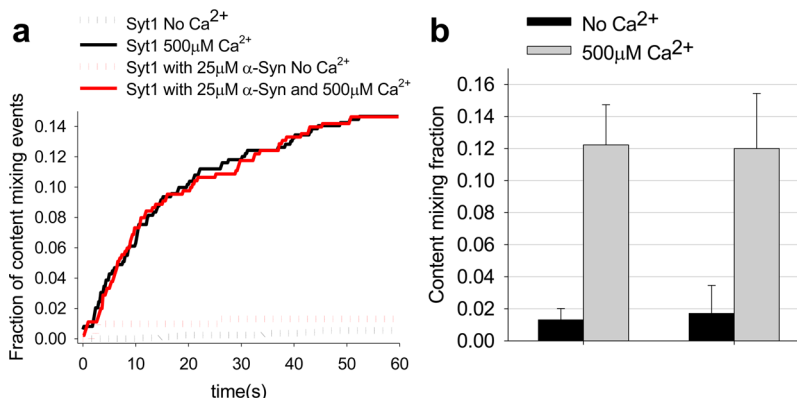 a
Syt1 No Ca2+
Syt1 500μM Ca2+
Syt1 with 25μM α-Syn No Ca2+
Syt1 with 25μM α-Syn and 500μM Ca2+
Fraction of content mixing events
0.14
0.12
0.10
0.08
0.06
0.04
0.02
0.00
0 10 20 30 40 50 60
time(s)
b
No Ca2+
500μM Ca2+
Content mixing fraction
0.16
0.14
0.12
0.10
0.08
0.06
0.04
0.02
0.00